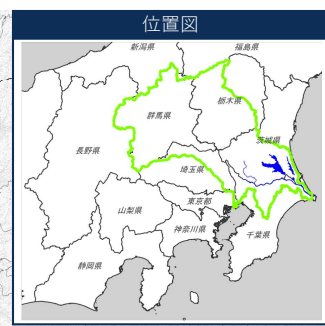 位置図
新潟県
福島県
栃木県
群馬県
茨城県
長野県
埼玉県
東京都
山梨県
神奈川県
千葉県
静岡県